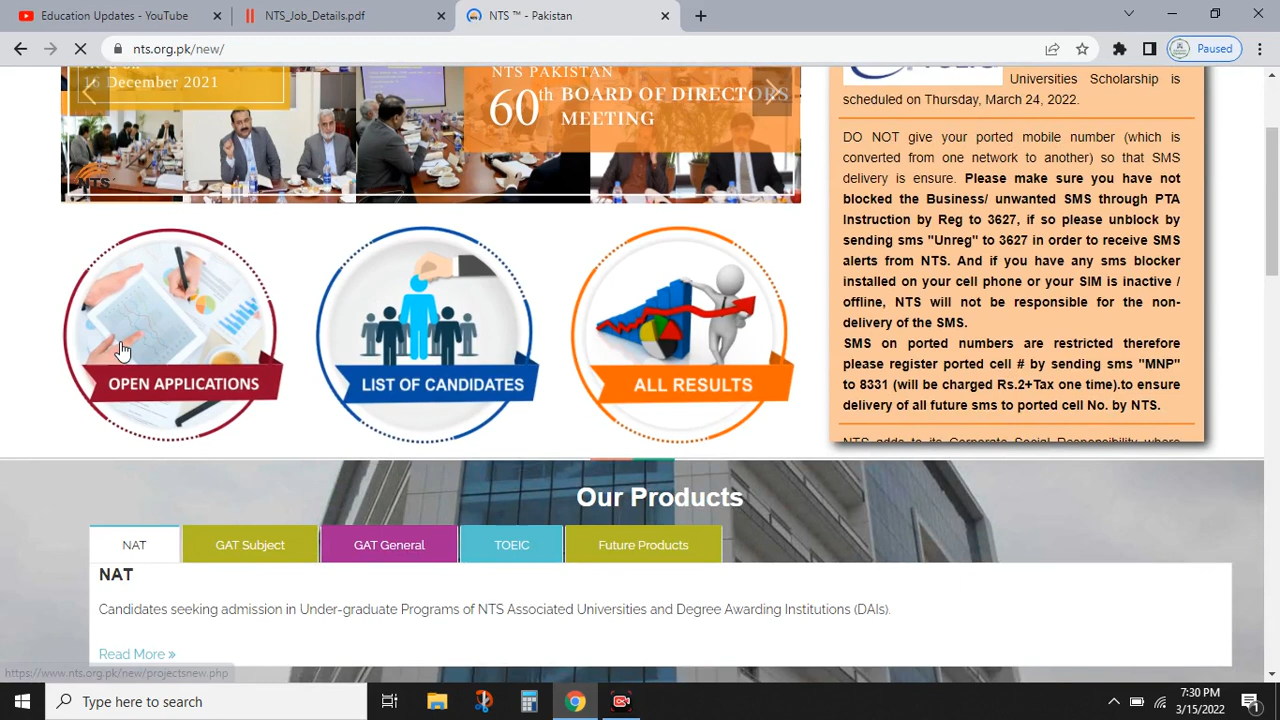 Education Updates - YouTube
NTS_Job_Details.pdf
NTS ™ - Pakistan
nts.org.pk/new/
Paused
16 December 2021
NTS PAKISTAN
60th BOARD OF DIRECTORS
MEETING
NTS
OPEN APPLICATIONS
LIST OF CANDIDATES
ALL RESULTS
Universities Scholarship is
scheduled on Thursday, March 24, 2022.
DO NOT give your ported mobile number (which is
converted from one network to another) so that SMS
delivery is ensure. Please make sure you have not
blocked the Business/ unwanted SMS through PTA
Instruction by Reg to 3627, if so please unblock by
sending sms "Unreg" to 3627 in order to receive SMS
alerts from NTS. And if you have any sms blocker
installed on your cell phone or your SIM is inactive /
offline, NTS will not be responsible for the non-
delivery of the SMS.
SMS on ported numbers are restricted therefore
please register ported cell # by sending sms "MNP"
to 8331 (will be charged Rs.2+Tax one time).to ensure
delivery of all future sms to ported cell No. by NTS.
NTS adds to its Corporate Social Responsibility where
Our Products
NAT
GAT Subject
GAT General
TOEIC
Future Products
NAT
Candidates seeking admission in Under-graduate Programs of NTS Associated Universities and Degree Awarding Institutions (DAIs).
Read More »
https://www.nts.org.pk/new/projectsnew.php
Type here to search
7:30 PM
3/15/2022
1